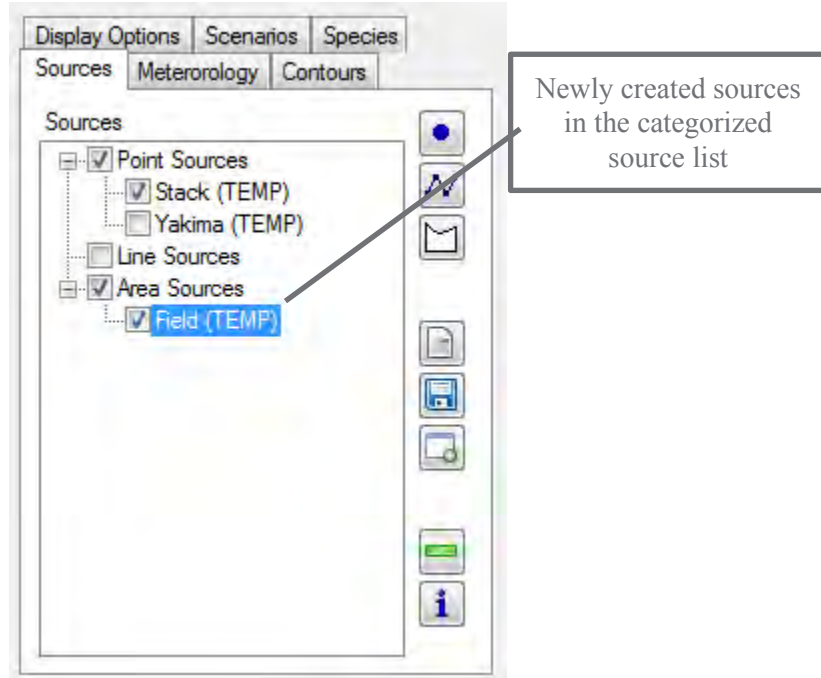 Display Options Scenarios Species
Sources Meterorology Contours
Sources
Point Sources
Stack (TEMP)
Yakima (TEMP)
Line Sources
Area Sources
Field (TEMP)
Newly created sources
in the categorized
source list